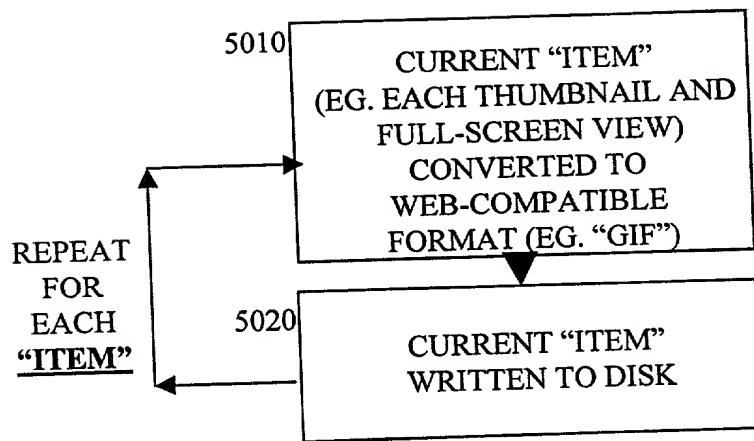 5010
CURRENT “ITEM”
(EG. EACH THUMBNAIL AND
FULL-SCREEN VIEW)
CONVERTED TO
WEB-COMPATIBLE
FORMAT (EG. “GIF”)
REPEAT
FOR
EACH
“ITEM”
5020
CURRENT “ITEM”
WRITTEN TO DISK